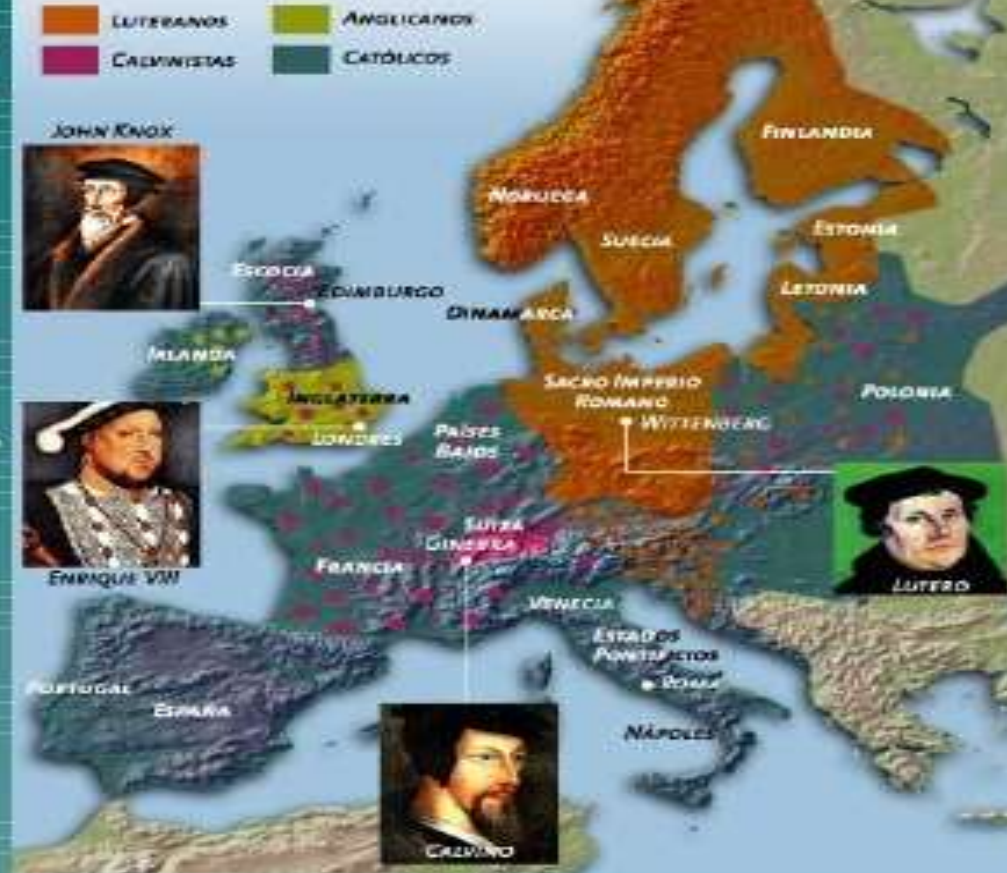 LUTERANOS
ANGLICANOS
CALVINISTAS
CATÓLICOS
JOHN KNOX
FINLANDIA
NORUEGA
SUECIA
ESTONIA
ESCOCIA
EDIMBURGO
LETONIA
DINAMARCA
IRLANDA
SACRO IMPERIO
ROMANO
POLONIA
INGLATERRA
WITTENBERG
LONDRES
PAÍSES
BAJOS
SUIZA
GINEBRA
FRANCIA
ENRIQUE VIII
LUTERO
VENECIA
ESTADOS
PONTIFICIOS
ROMA
PORTUGAL
ESPAÑA
NÁPOLES
CALVINO